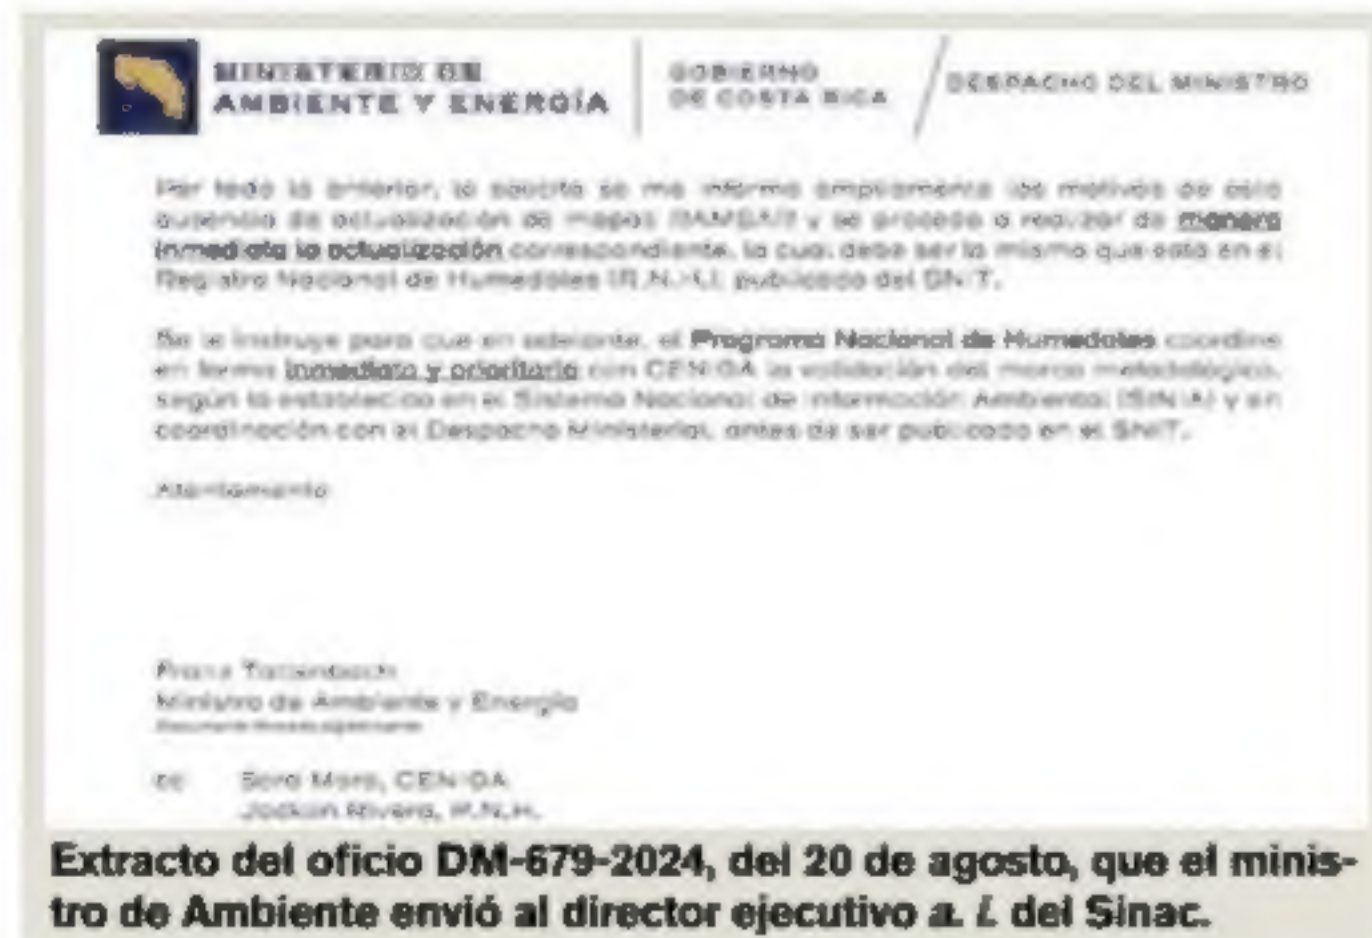 MINISTERIO DE
AMBIENTE Y ENERGÍA
GOBIERNO
DE COSTA RICA
DESPACHO DEL MINISTRO
Por todo lo anterior, le solicito se me informe ampliamente los motivos de esta
ausencia de actualización de mapas RAMSAR y se proceda a realizar de manera
inmediata la actualización correspondiente, la cual debe ser la misma que está en el
Registro Nacional de Humedales (R.N.H.), publicado del SNIT.
Se le instruye para que en adelante, el Programa Nacional de Humedales coordine
en forma inmediata y prioritaria con CENIGA la validación del marco metodológico,
según lo establecido en el Sistema Nacional de Información Ambiental (SINIA) y en
coordinación con el Despacho Ministerial, antes de ser publicado en el SNIT.
Atentamente
Franz Tattenbach
Ministro de Ambiente y Energía
cc Sara Mora, CENIGA
Jackon Rivera, P.N.H.
Extracto del oficio DM-679-2024, del 20 de agosto, que el minis-
tro de Ambiente envió al director ejecutivo a. i. del Sinac.